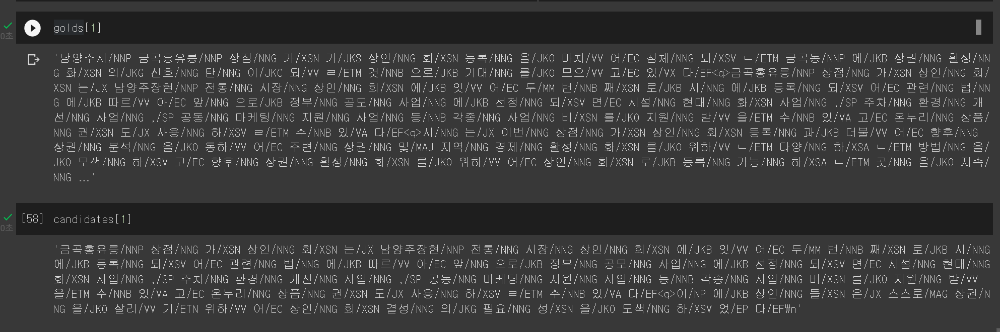 golds[1]
0초
'남양주시/NNP 금곡홍유릉/NNP 상점/NNG 가/XSN 가/JKS 상인/NNG 회/XSN 등록/NNG 을/JKO 마치/VV 어/EC 침체/NNG 되/XSV ㄴ/ETM 금곡동/NNP 에/JKB 상권/NNG 활성/NN
G 화/XSN 의/JKG 신호/NNG 탄/NNG 이/JKC 되/VV ㄹ/ETM 것/NNB 으로/JKB 기대/NNG 를/JKO 모으/VV 고/EC 있/VX 다/EF<q>금곡홍유릉/NNP 상점/NNG 가/XSN 상인/NNG 회/
XSN 는/JX 남양주장현/NNP 전통/NNG 시장/NNG 상인/NNG 회/XSN 에/JKB 잇/VV 어/EC 두/MM 번/NNB 째/XSN 로/JKB 시/NNG 에/JKB 등록/NNG 되/XSV 어/EC 관련/NNG 법/NN
G 에/JKB 따르/VV 아/EC 앞/NNG 으로/JKB 정부/NNG 공모/NNG 사업/NNG 에/JKB 선정/NNG 되/XSV 면/EC 시설/NNG 현대/NNG 화/XSN 사업/NNG ,/SP 주차/NNG 환경/NNG 개
선/NNG 사업/NNG ,/SP 공동/NNG 마케팅/NNG 지원/NNG 사업/NNG 등/NNB 각종/NNG 사업/NNG 비/XSN 를/JKO 지원/NNG 받/VV 을/ETM 수/NNB 있/VA 고/EC 온누리/NNG 상품/
NNG 권/XSN 도/JX 사용/NNG 하/XSV ㄹ/ETM 수/NNB 있/VA 다/EF<q>시/NNG 는/JX 이번/NNG 상점/NNG 가/XSN 상인/NNG 회/XSN 등록/NNG 과/JKB 더불/VV 어/EC 향후/NNG
상권/NNG 분석/NNG 을/JKO 통하/VV 어/EC 주변/NNG 상권/NNG 및/MAJ 지역/NNG 경제/NNG 활성/NNG 화/XSN 를/JKO 위하/VV ㄴ/ETM 다양/NNG 하/XSA ㄴ/ETM 방법/NNG 을/
JKO 모색/NNG 하/XSV 고/EC 향후/NNG 상권/NNG 활성/NNG 화/XSN 를/JKO 위하/VV 어/EC 상인/NNG 회/XSN 로/JKB 등록/NNG 가능/NNG 하/XSA ㄴ/ETM 곳/NNG 을/JKO 지속/
NNG ...'
[58] candidates[1]
0초
'금곡홍유릉/NNP 상점/NNG 가/XSN 상인/NNG 회/XSN 는/JX 남양주장현/NNP 전통/NNG 시장/NNG 상인/NNG 회/XSN 에/JKB 잇/VV 어/EC 두/MM 번/NNB 째/XSN 로/JKB 시/NNG
에/JKB 등록/NNG 되/XSV 어/EC 관련/NNG 법/NNG 에/JKB 따르/VV 아/EC 앞/NNG 으로/JKB 정부/NNG 공모/NNG 사업/NNG 에/JKB 선정/NNG 되/XSV 면/EC 시설/NNG 현대/NNG
화/XSN 사업/NNG ,/SP 주차/NNG 환경/NNG 개선/NNG 사업/NNG ,/SP 공동/NNG 마케팅/NNG 지원/NNG 사업/NNG 등/NNB 각종/NNG 사업/NNG 비/XSN 를/JKO 지원/NNG 받/VV
을/ETM 수/NNB 있/VA 고/EC 온누리/NNG 상품/NNG 권/XSN 도/JX 사용/NNG 하/XSV ㄹ/ETM 수/NNB 있/VA 다/EF<q>이/NP 에/JKB 상인/NNG 들/XSN 은/JX 스스로/MAG 상권/N
NG 을/JKO 살리/VV 기/ETN 위하/VV 어/EC 상인/NNG 회/XSN 결성/NNG 의/JKG 필요/NNG 성/XSN 을/JKO 모색/NNG 하/XSV 었/EP 다/EF₩n'